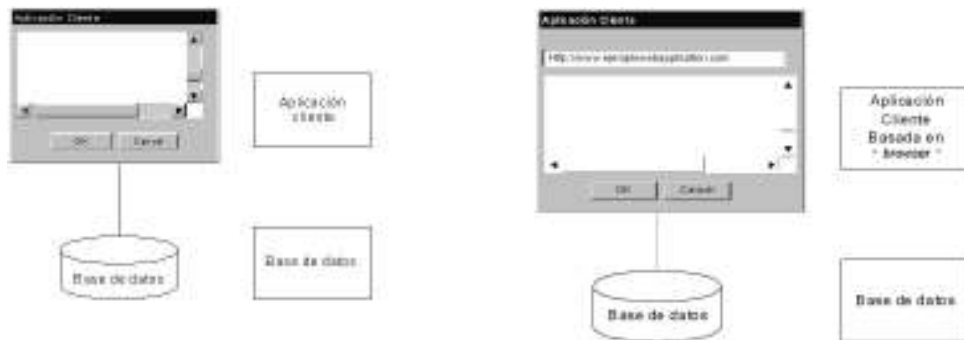 Aplicación Cliente
OK
Cancel
Aplicación
cliente
Base de datos
Base de datos
Aplicación Cliente
OK
Cancel
Aplicación
Cliente
Basada en
" browser "
Base de datos
Base de datos